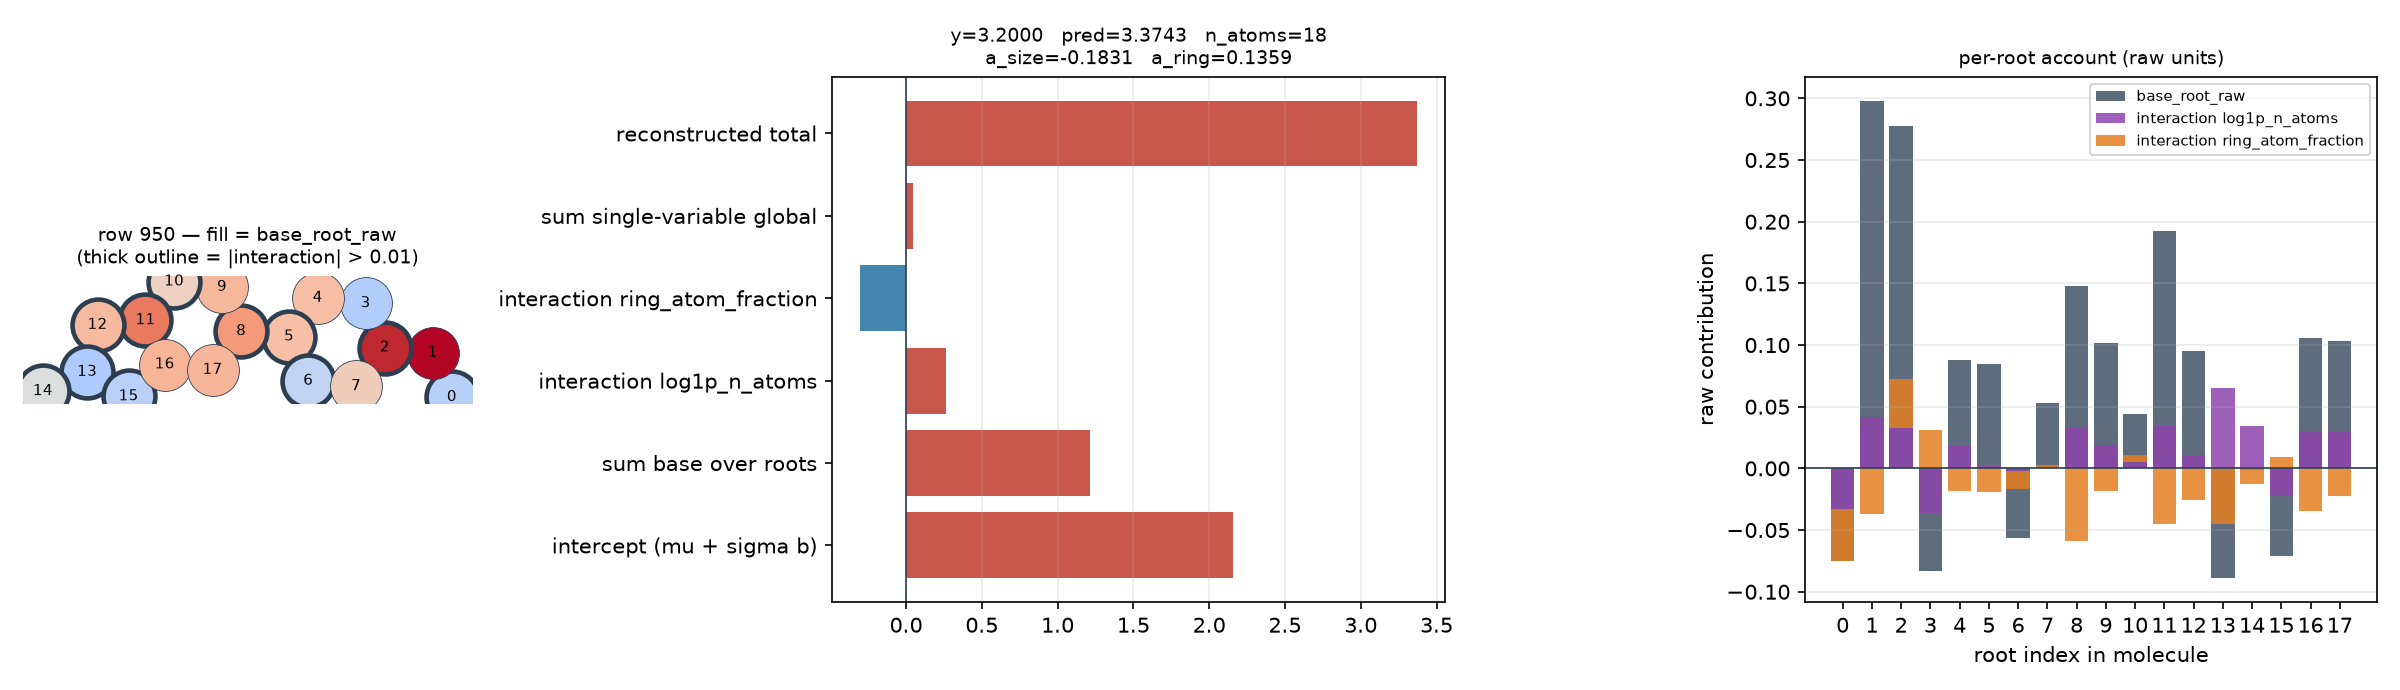 row 950 — fill = base_root_raw
(thick outline = |interaction| > 0.01)
10
9
4
3
12
11
8
5
2
1
16
17
13
6
7
14
15
0
y=3.2000   pred=3.3743   n_atoms=18
a_size=-0.1831   a_ring=0.1359
reconstructed total
sum single-variable global
interaction ring_atom_fraction
interaction log1p_n_atoms
sum base over roots
intercept (mu + sigma b)
0.0 0.5 1.0 1.5 2.0 2.5 3.0 3.5
per-root account (raw units)
base_root_raw
interaction log1p_n_atoms
interaction ring_atom_fraction
raw contribution
0.30
0.25
0.20
0.15
0.10
0.05
0.00
−0.05
−0.10
0 1 2 3 4 5 6 7 8 9 10 11 12 13 14 15 16 17
root index in molecule